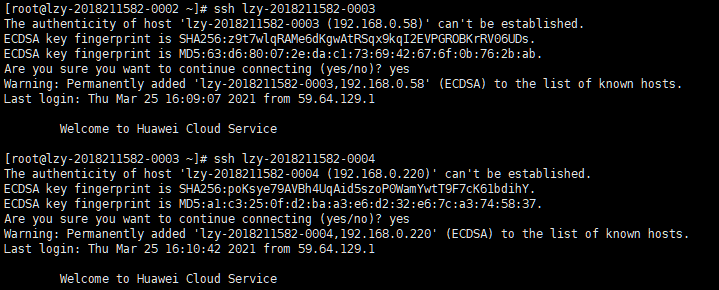 [root@lzy-2018211582-0002 ~]# ssh lzy-2018211582-0003
The authenticity of host 'lzy-2018211582-0003 (192.168.0.58)' can't be established.
ECDSA key fingerprint is SHA256:z9t7wlqRAMe6dKgwAtRSqx9kqI2EVPGROBKrRV06UDs.
ECDSA key fingerprint is MD5:63:d6:80:07:2e:da:c1:73:69:42:67:6f:0b:76:2b:ab.
Are you sure you want to continue connecting (yes/no)? yes
Warning: Permanently added 'lzy-2018211582-0003,192.168.0.58' (ECDSA) to the list of known hosts.
Last login: Thu Mar 25 16:09:07 2021 from 59.64.129.1
Welcome to Huawei Cloud Service
[root@lzy-2018211582-0003 ~]# ssh lzy-2018211582-0004
The authenticity of host 'lzy-2018211582-0004 (192.168.0.220)' can't be established.
ECDSA key fingerprint is SHA256:poKsye79AVBh4UqAid5szoP0WamYwtT9F7cK61bdihY.
ECDSA key fingerprint is MD5:a1:c3:25:0f:d2:ba:a3:e6:d2:32:e6:7c:a3:74:58:37.
Are you sure you want to continue connecting (yes/no)? yes
Warning: Permanently added 'lzy-2018211582-0004,192.168.0.220' (ECDSA) to the list of known hosts.
Last login: Thu Mar 25 16:10:42 2021 from 59.64.129.1
Welcome to Huawei Cloud Service